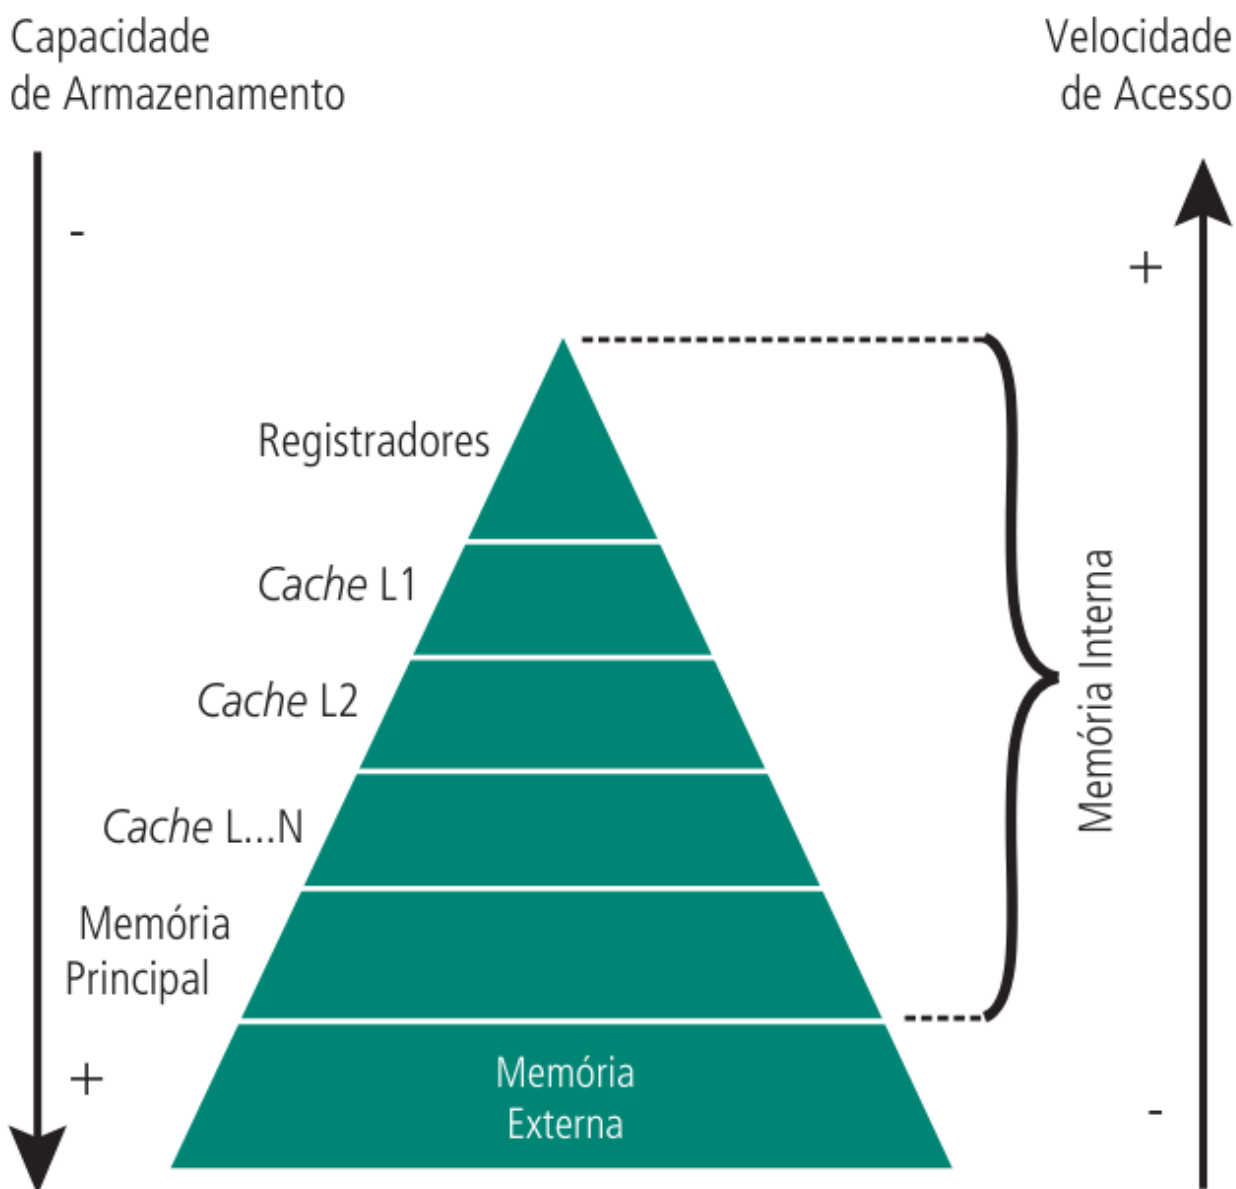 Capacidade
de Armazenamento
Velocidade
de Acesso
-
+
Registradores
Cache L1
Cache L2
Cache L...N
Memória
Principal
Memória Interna
+
Memória
Externa
-